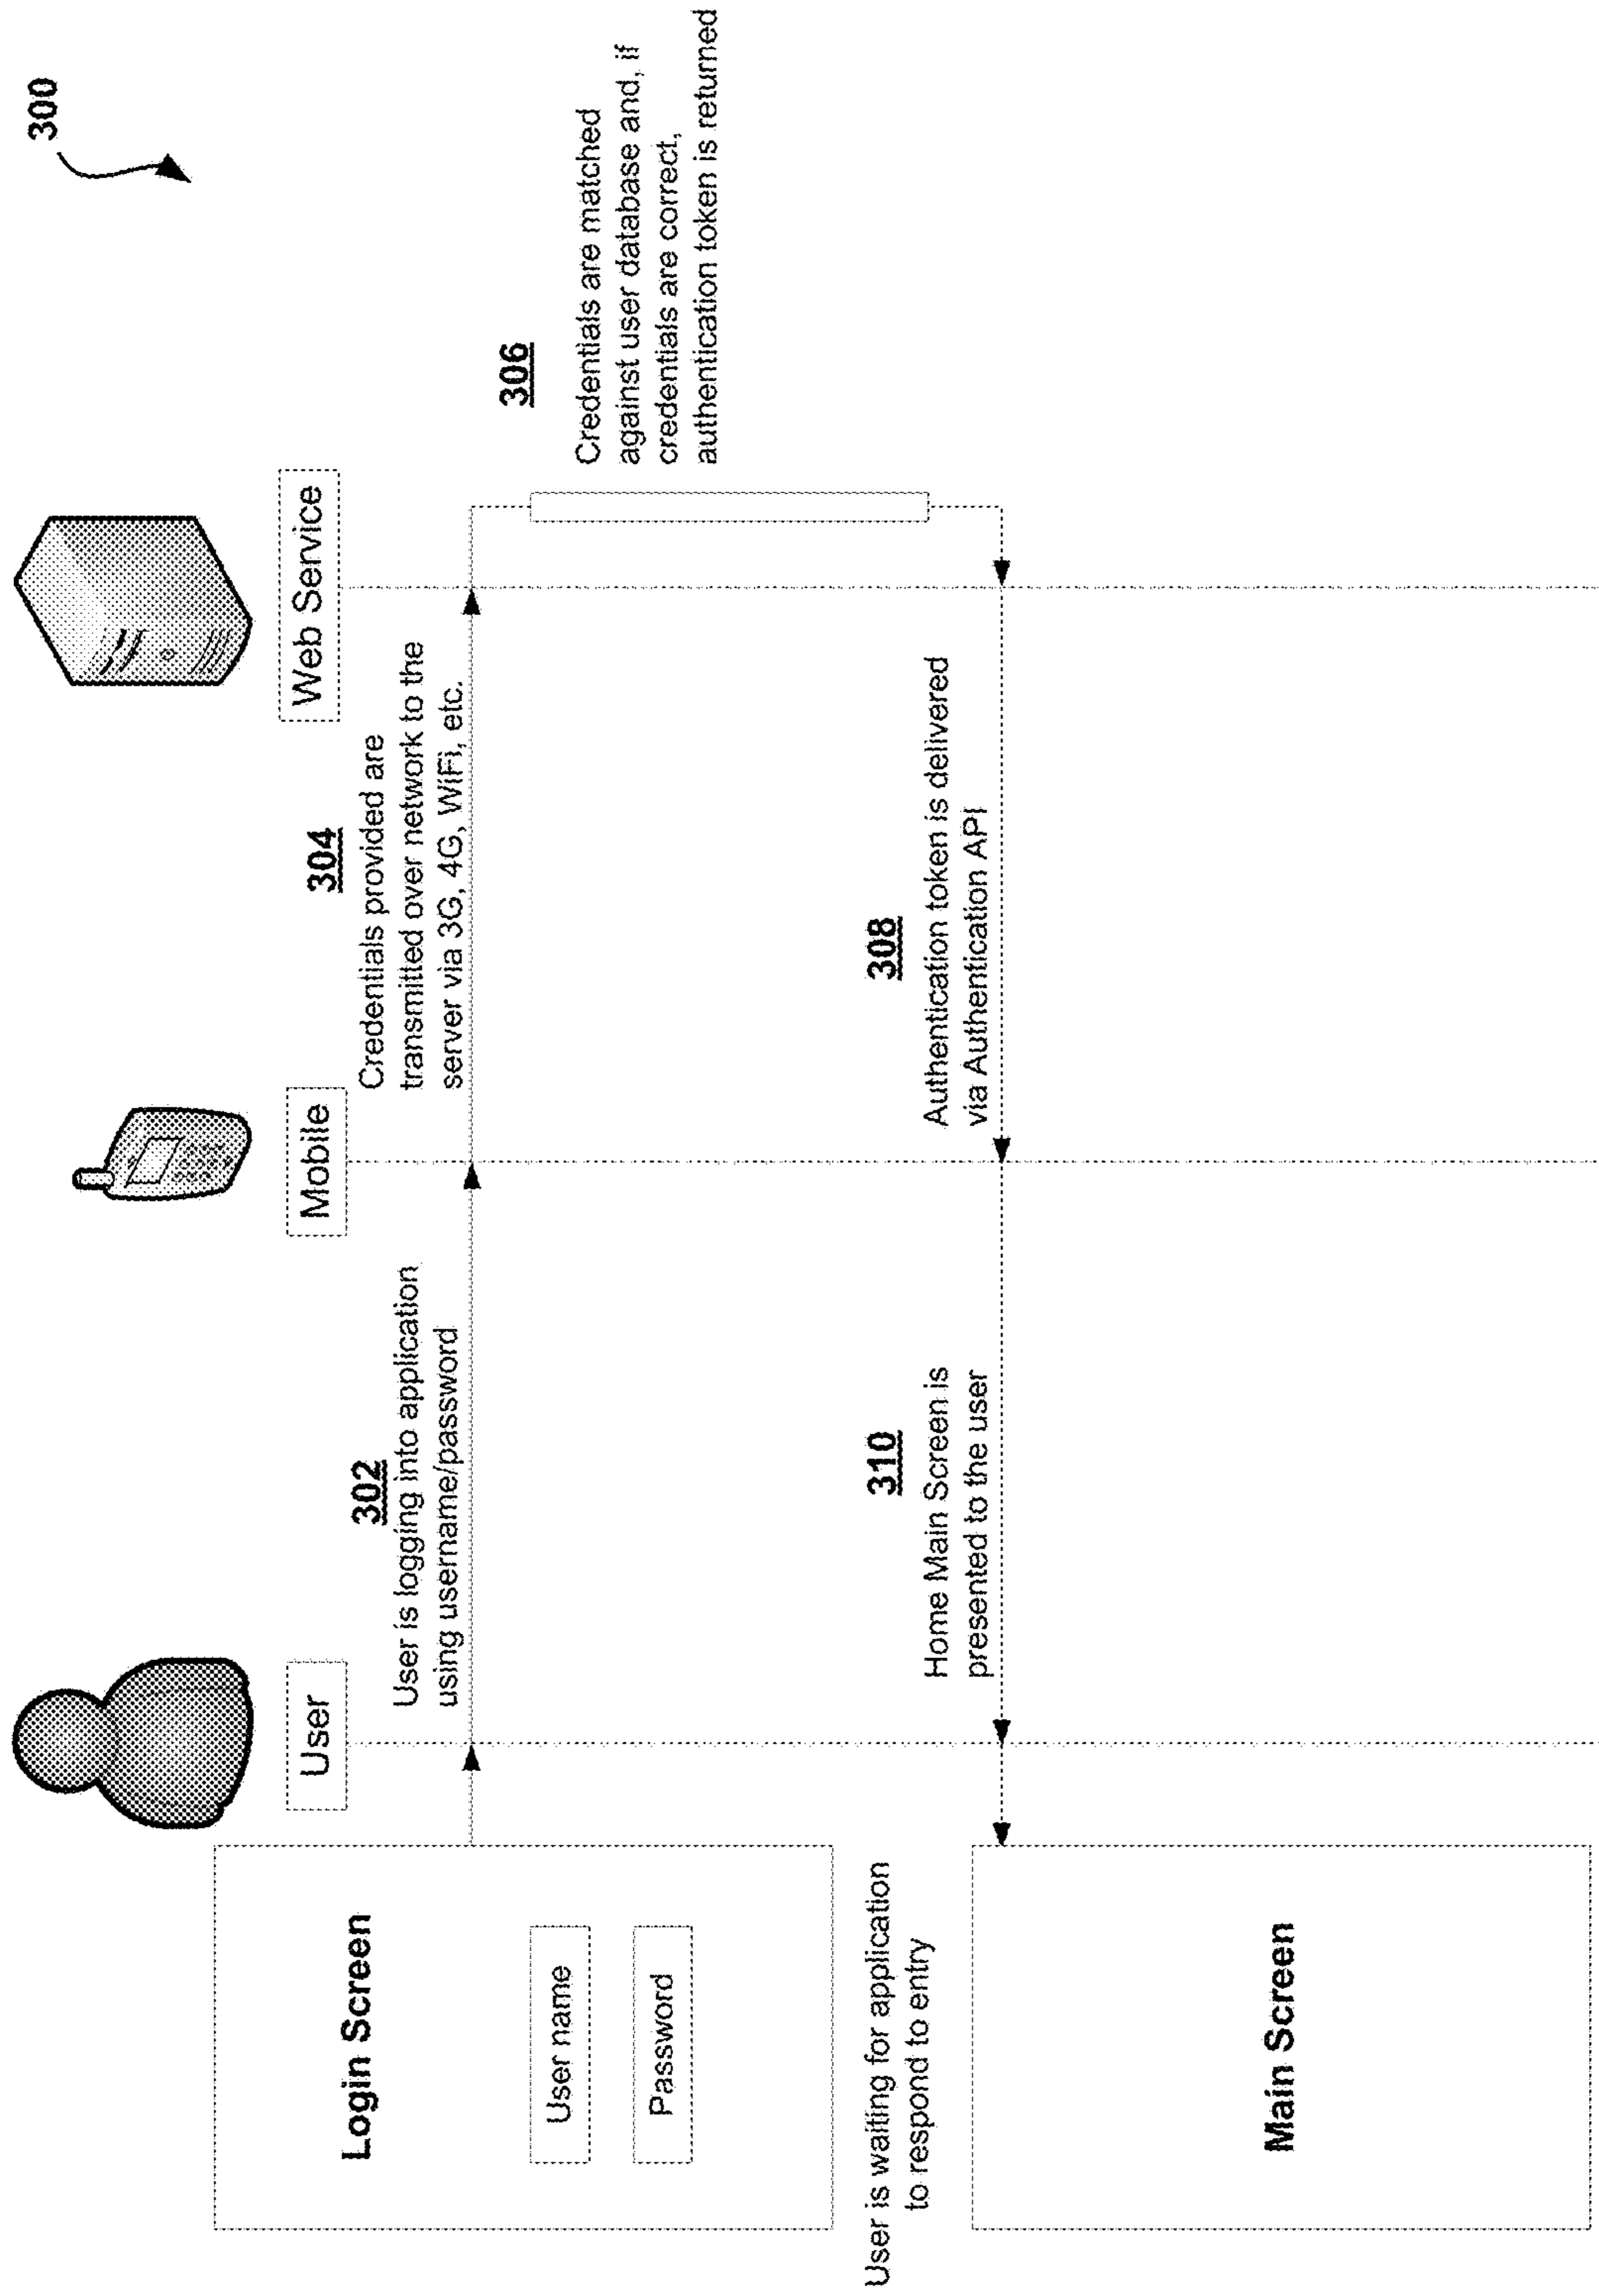 300
User
Mobile
Web Service
Login Screen
User name
Password
302
User is logging into application
using username/password
304
Credentials provided are
transmitted over network to the
server via 3G, 4G, WiFi, etc.
306
Credentials are matched
against user database and, if
credentials are correct,
authentication token is returned
User is waiting for application
to respond to entry
308
Authentication token is delivered
via Authentication API
310
Home Main Screen is
presented to the user
Main Screen